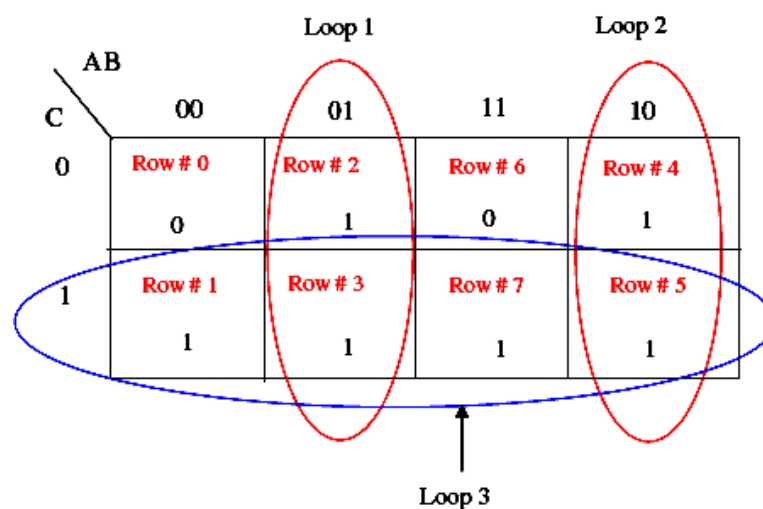 Loop 1 Loop 2
AB
C 00 01 11 10
0 Row # 0 Row # 2 Row # 6 Row # 4
0 1 0 1
1 Row # 1 Row # 3 Row # 7 Row # 5
1 1 1 1
Loop 3